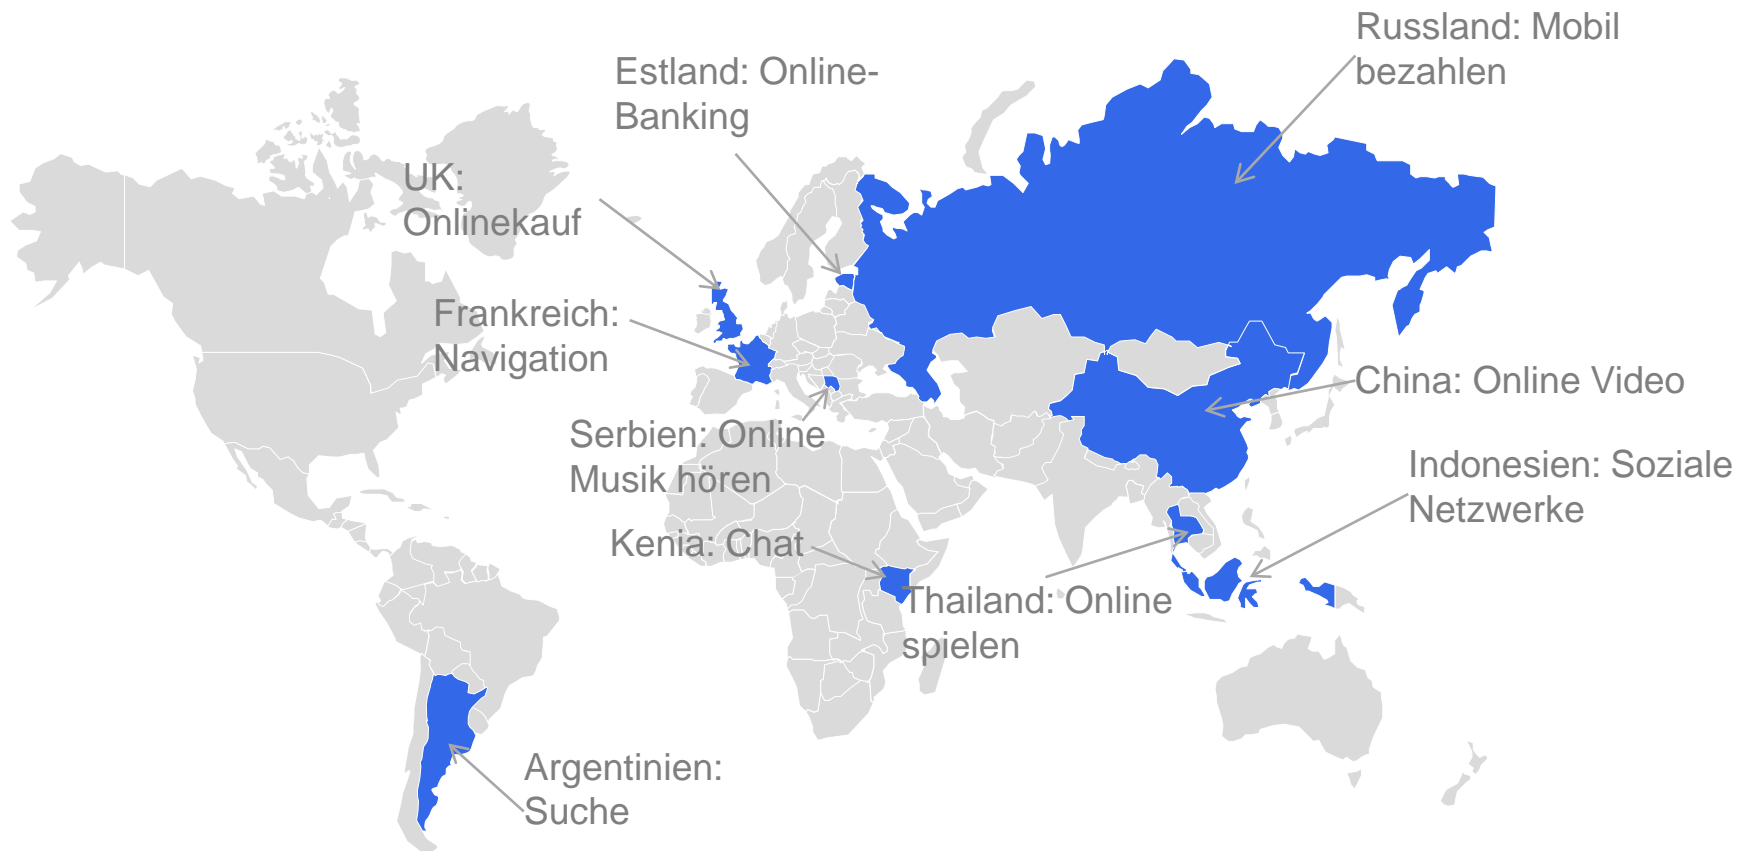 Russland: Mobil
bezahlen
Estland: Online-
Banking
UK:
Onlinekauf
Frankreich:
Navigation
China: Online Video
Serbien: Online
Musik hören
Indonesien: Soziale
Netzwerke
Kenia: Chat
Thailand: Online
spielen
Argentinien:
Suche